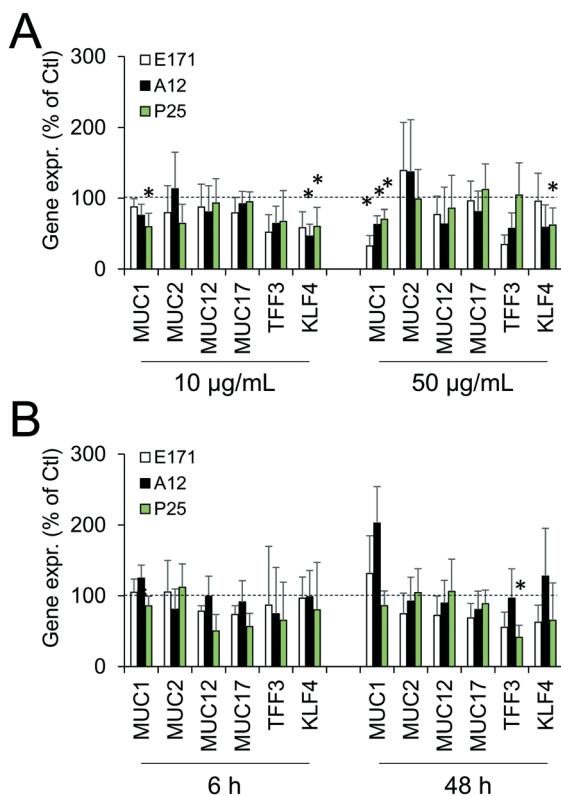 A
Gene expr. (% of Ctl)
300
200
100
0
E171
A12
P25
*
* *
* * *
*
MUC1 MUC2 MUC12 MUC17 TFF3 KLF4 MUC1 MUC2 MUC12 MUC17 TFF3 KLF4
10 µg/mL 50 µg/mL
B
Gene expr. (% of Ctl)
300
200
100
0
E171
A12
P25
*
MUC1 MUC2 MUC12 MUC17 TFF3 KLF4 MUC1 MUC2 MUC12 MUC17 TFF3 KLF4
6 h 48 h